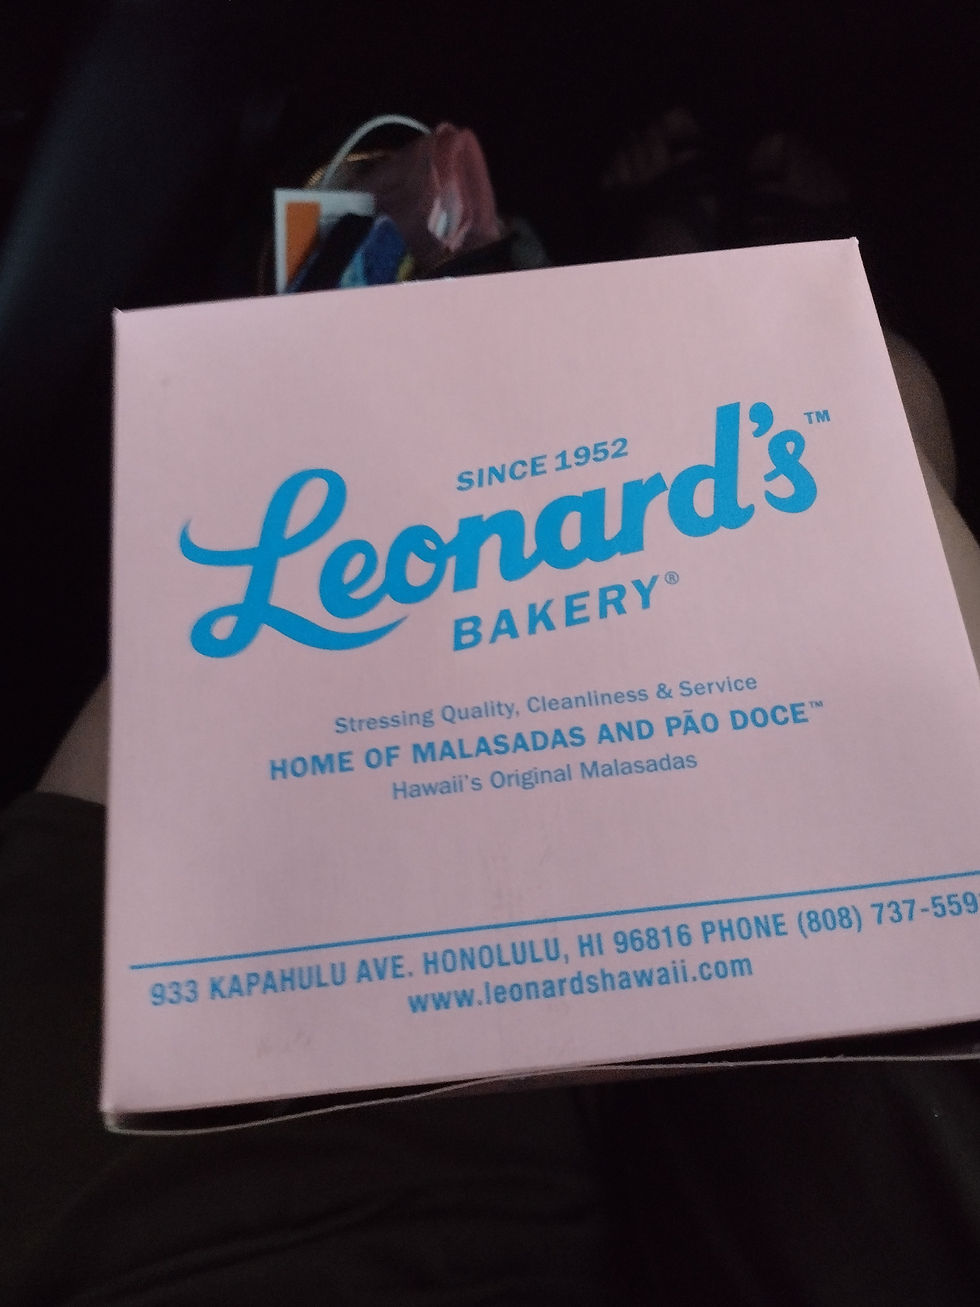 SINCE 1952
Leonard's™
BAKERY®
Stressing Quality, Cleanliness & Service
HOME OF MALASADAS AND PÃO DOCE™
Hawaii's Original Malasadas
933 KAPAHULU AVE. HONOLULU, HI 96816 PHONE (808) 737-559
www.leonardshawaii.com